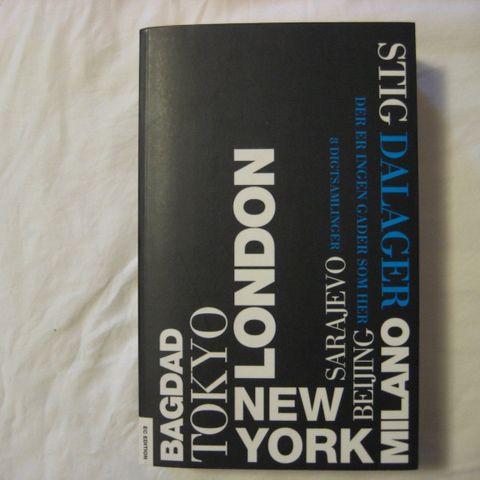 STIG DALAGER
DER ER INGEN GADER SOM HER
8 DIGTSAMLINGER
BAGDAD
TOKYO
LONDON
NEW
YORK
SARAJEVO
BEIJING
MILANO
EC EDITION